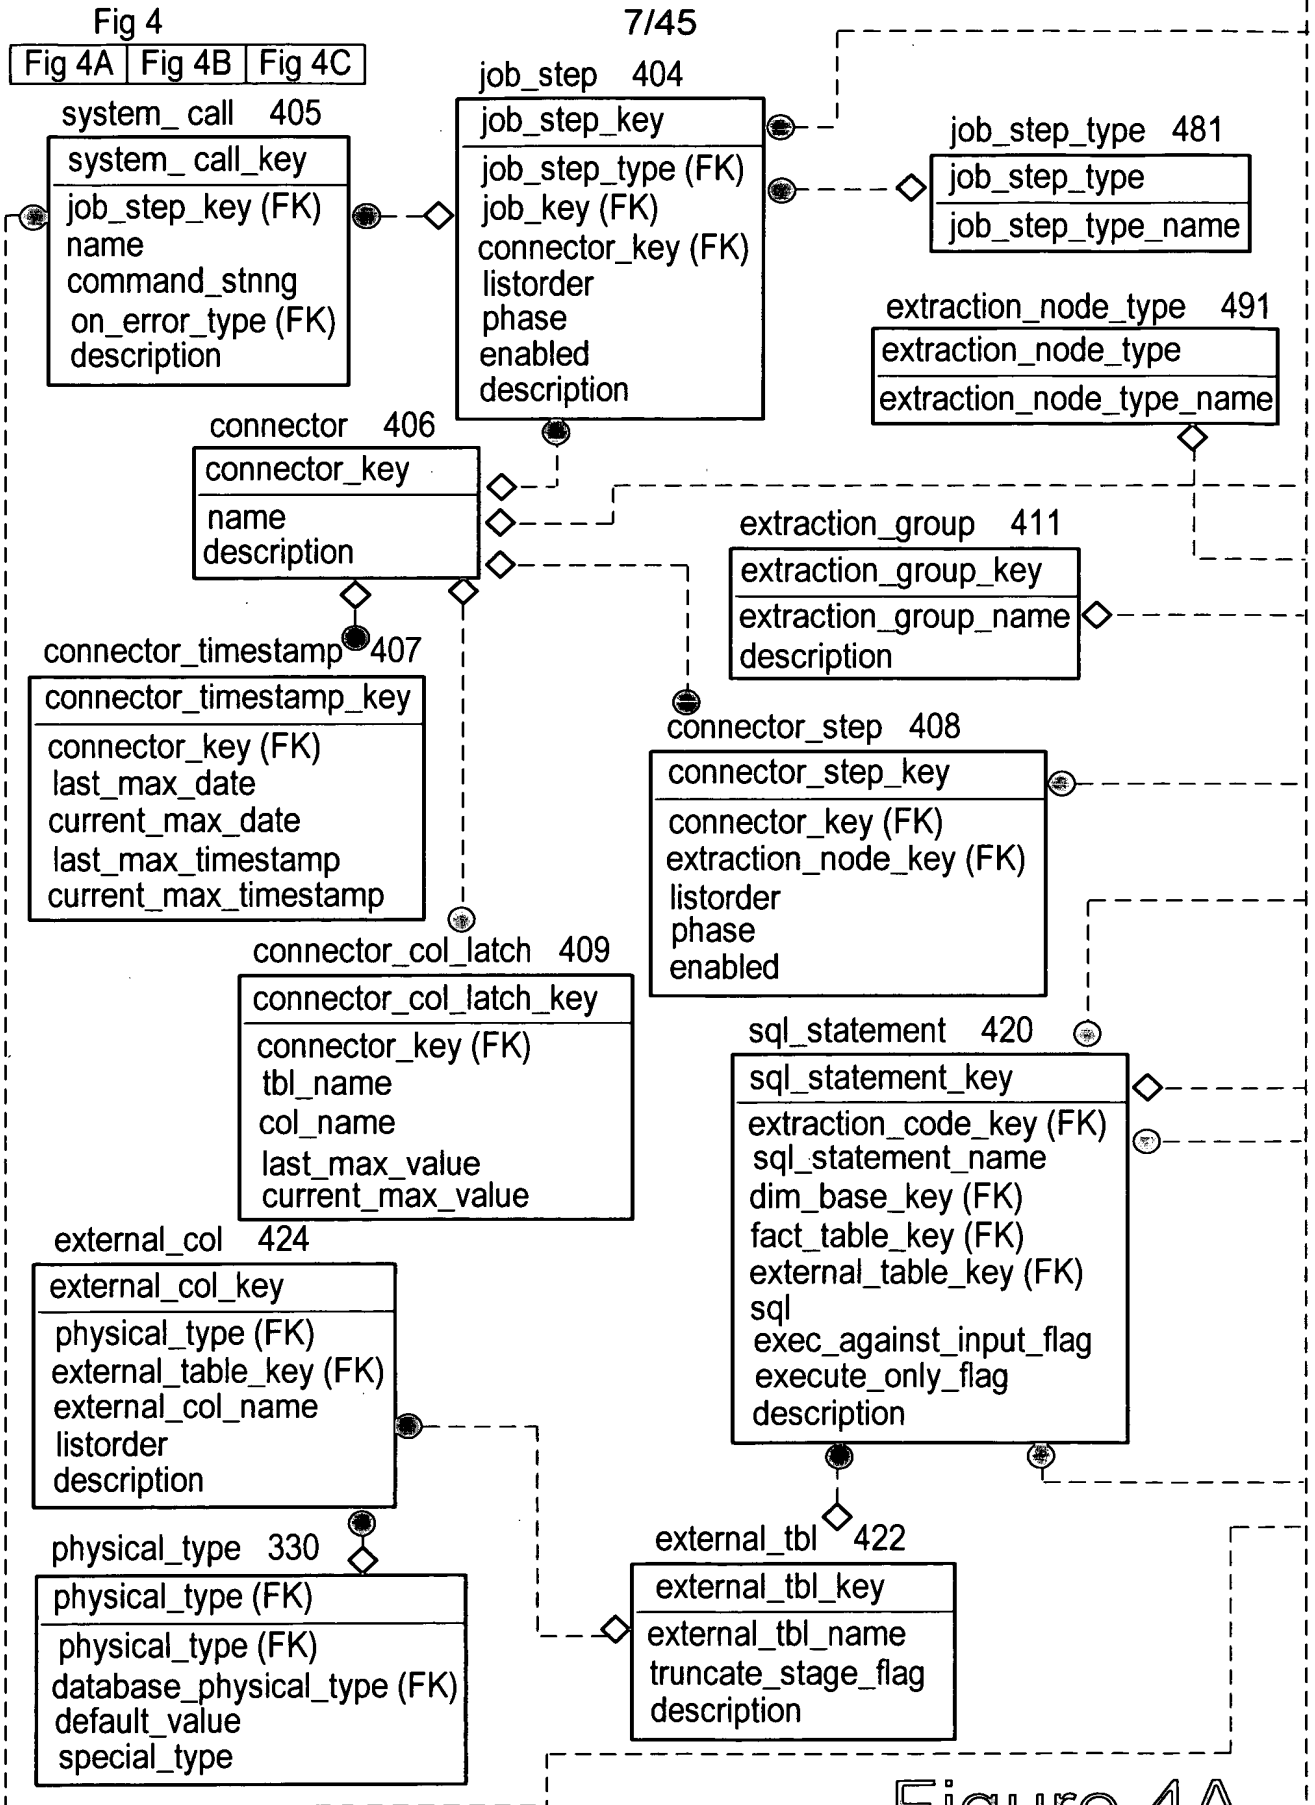 Fig 4
7/45
Fig 4A Fig 4B Fig 4C
system_ call 405
system_ call_key
job_step_key (FK)
name
command_stnng
on_error_type (FK)
description
job_step 404
job_step_key
job_step_type (FK)
job_key (FK)
connector_key (FK)
listorder
phase
enabled
description
job_step_type 481
job_step_type
job_step_type_name
extraction_node_type 491
extraction_node_type
extraction_node_type_name
connector 406
connector_key
name
description
extraction_group 411
extraction_group_key
extraction_group_name
description
connector_timestamp 407
connector_timestamp_key
connector_key (FK)
last_max_date
current_max_date
last_max_timestamp
current_max_timestamp
connector_step 408
connector_step_key
connector_key (FK)
extraction_node_key (FK)
listorder
phase
enabled
connector_col_latch 409
connector_col_latch_key
connector_key (FK)
tbl_name
col_name
last_max_value
current_max_value
sql_statement 420
sql_statement_key
extraction_code_key (FK)
sql_statement_name
dim_base_key (FK)
fact_table_key (FK)
external_table_key (FK)
sql
exec_against_input_flag
execute_only_flag
description
external_col 424
external_col_key
physical_type (FK)
external_table_key (FK)
external_col_name
listorder
description
physical_type 330
physical_type (FK)
physical_type (FK)
database_physical_type (FK)
default_value
special_type
external_tbl 422
external_tbl_key
external_tbl_name
truncate_stage_flag
description
Figure 4A